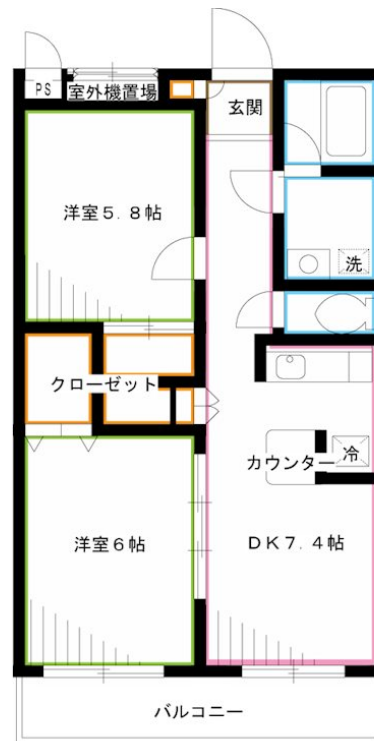 PS
室外機置場
玄関
洋室5.8帖
洗
クローゼット
カウンター
冷
洋室6帖
DK7.4帖
バルコニー